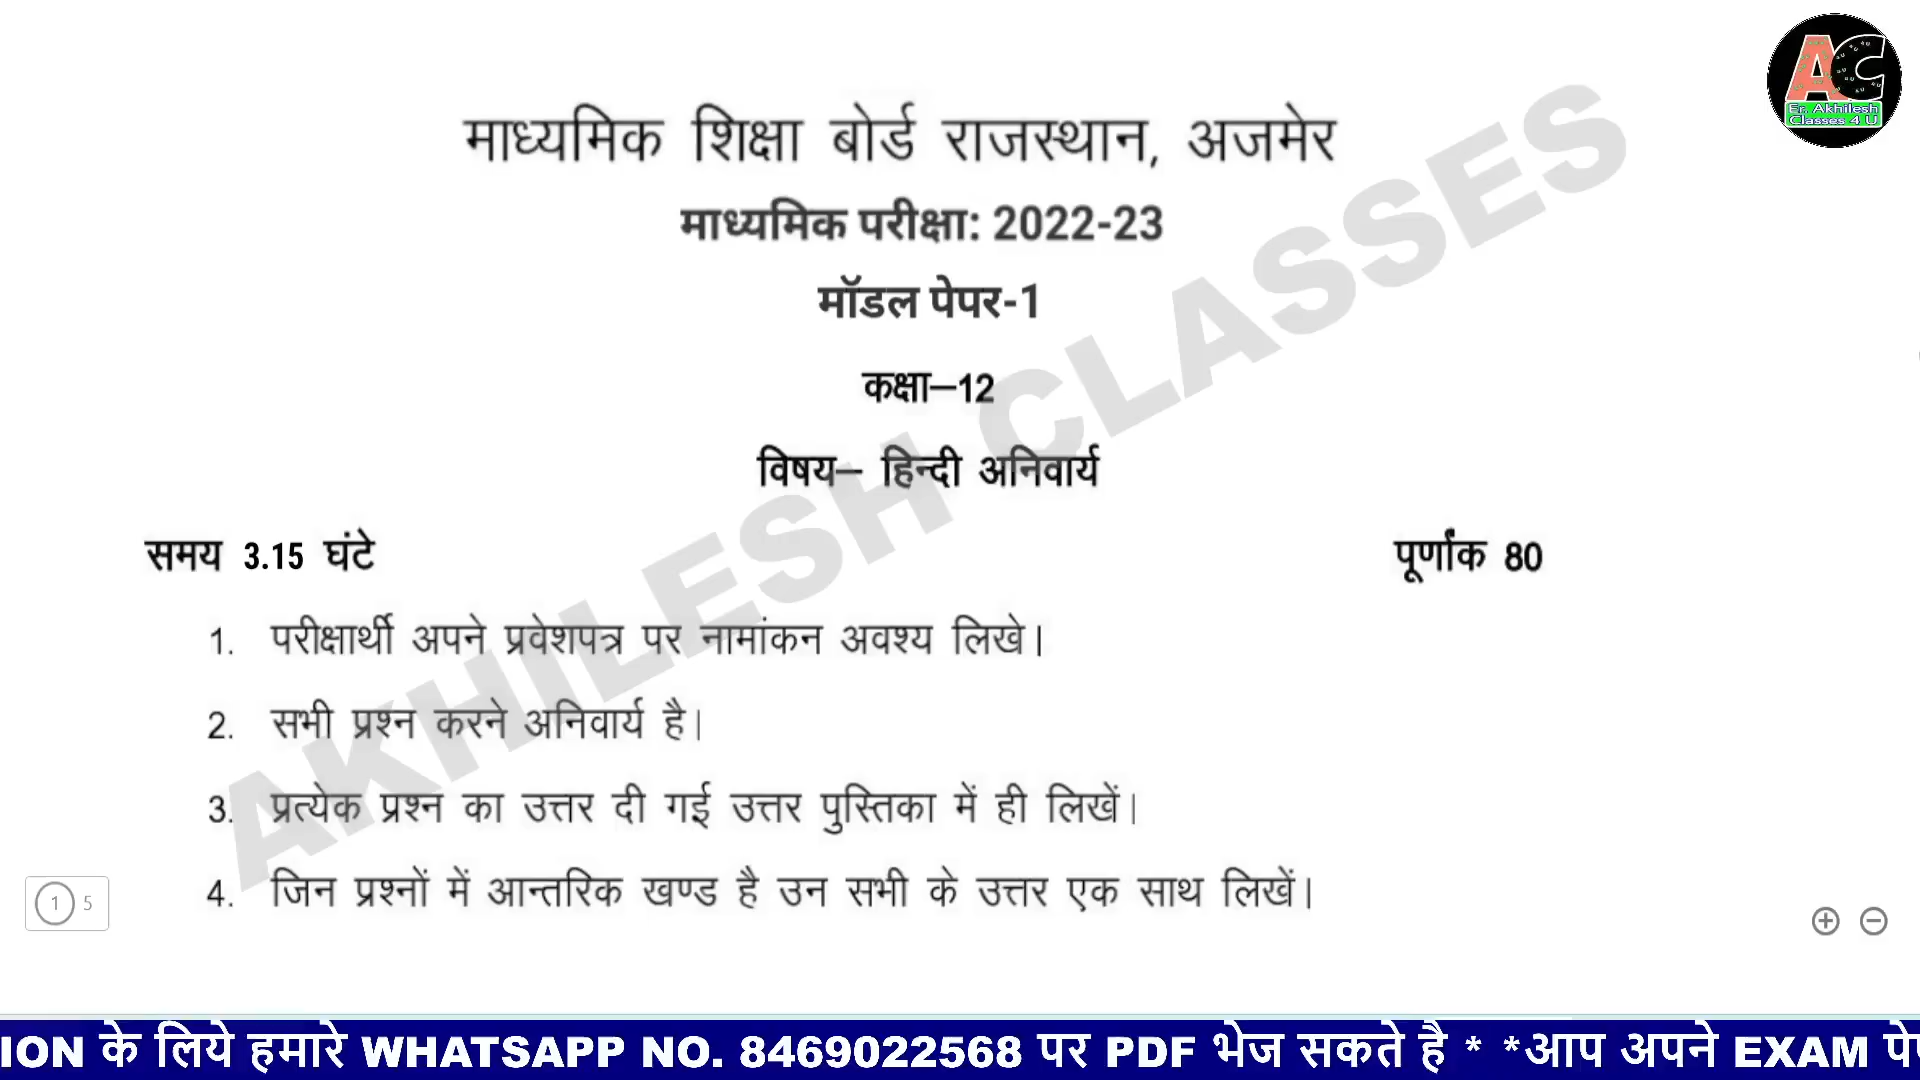 माध्यमिक शिक्षा बोर्ड राजस्थान, अजमेर
माध्यमिक परीक्षा: 2022-23
मॉडल पेपर-1
कक्षा–12
विषय– हिन्दी अनिवार्य
समय 3.15 घंटे पूर्णांक 80
1. परीक्षार्थी अपने प्रवेशपत्र पर नामांकन अवश्य लिखे।
2. सभी प्रश्न करने अनिवार्य है।
3. प्रत्येक प्रश्न का उत्तर दी गई उत्तर पुस्तिका में ही लिखें।
4. जिन प्रश्नों में आन्तरिक खण्ड है उन सभी के उत्तर एक साथ लिखें।
AKHILESH CLASSES
AC
Er. Akhilesh
Classes 4 U
1 5
ION के लिये हमारे WHATSAPP NO. 8469022568 पर PDF भेज सकते है * *आप अपने EXAM